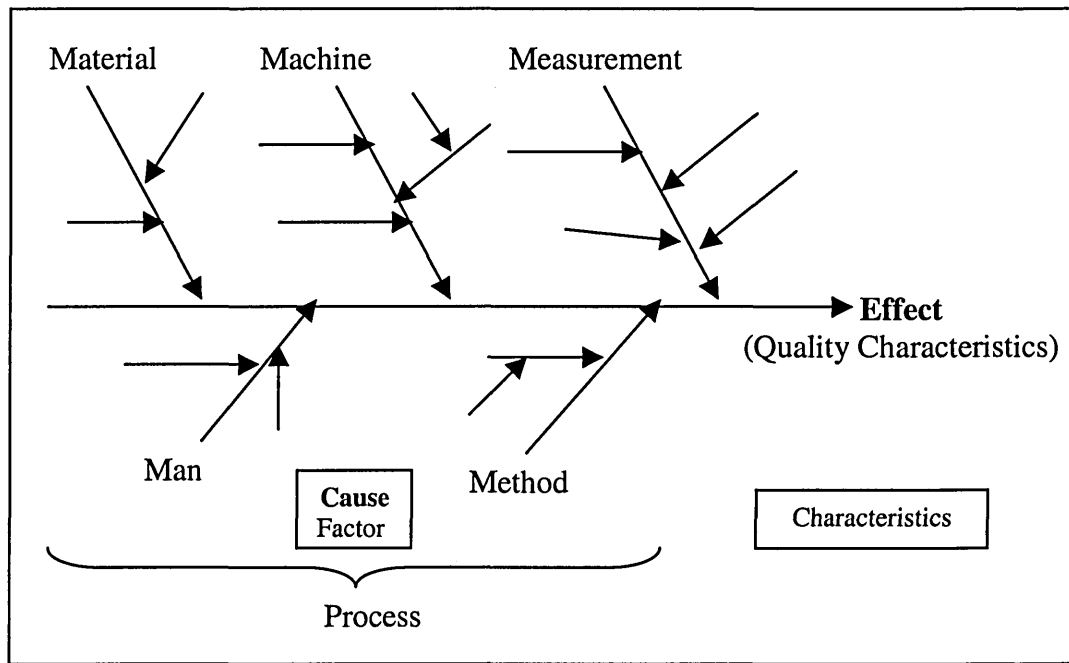 Material
Machine
Measurement
Effect
(Quality Characteristics)
Man
Method
Cause
Factor
Characteristics
Process